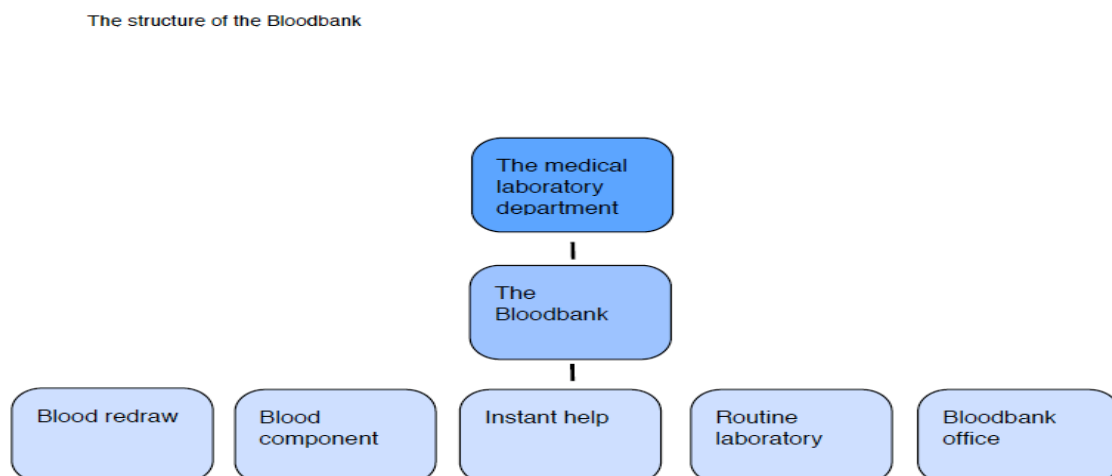 The structure of the Bloodbank
The medical
laboratory
department
The
Bloodbank
Blood redraw
Blood
component
Instant help
Routine
laboratory
Bloodbank
office